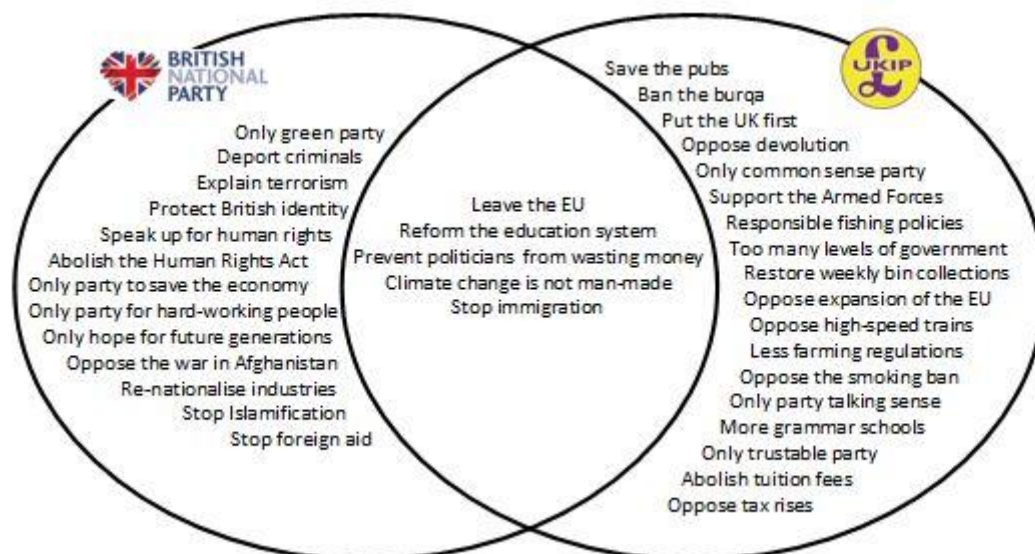 BRITISH
NATIONAL
PARTY
Only green party
Deport criminals
Explain terrorism
Protect British identity
Speak up for human rights
Abolish the Human Rights Act
Only party to save the economy
Only party for hard-working people
Only hope for future generations
Oppose the war in Afghanistan
Re-nationalise industries
Stop Islamification
Stop foreign aid
Leave the EU
Reform the education system
Prevent politicians from wasting money
Climate change is not man-made
Stop immigration
£
UKIP
Save the pubs
Ban the burqa
Put the UK first
Oppose devolution
Only common sense party
Support the Armed Forces
Responsible fishing policies
Too many levels of government
Restore weekly bin collections
Oppose expansion of the EU
Oppose high-speed trains
Less farming regulations
Oppose the smoking ban
Only party talking sense
More grammar schools
Only trustable party
Abolish tuition fees
Oppose tax rises